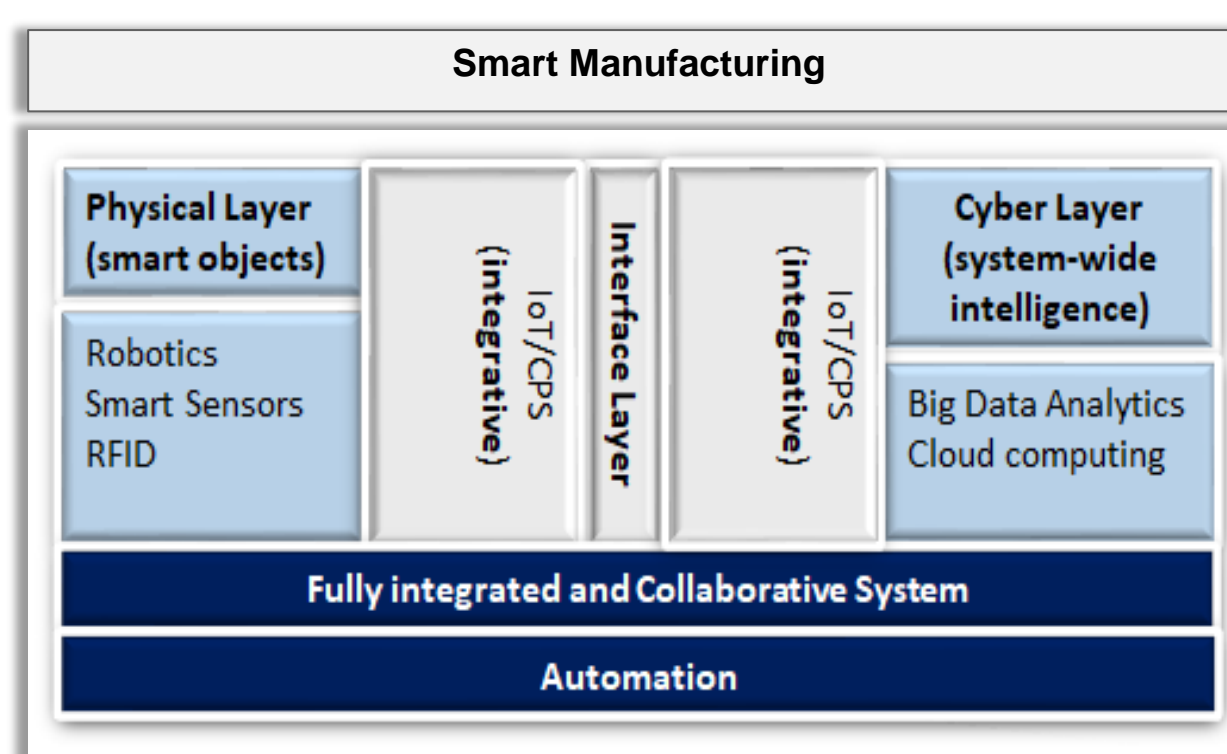 Smart Manufacturing
Physical Layer
(smart objects)
Robotics
Smart Sensors
RFID
IoT/CPS
(integrative)
Interface Layer
IoT/CPS
(integrative)
Cyber Layer
(system-wide
intelligence)
Big Data Analytics
Cloud computing
Fully integrated and Collaborative System
Automation